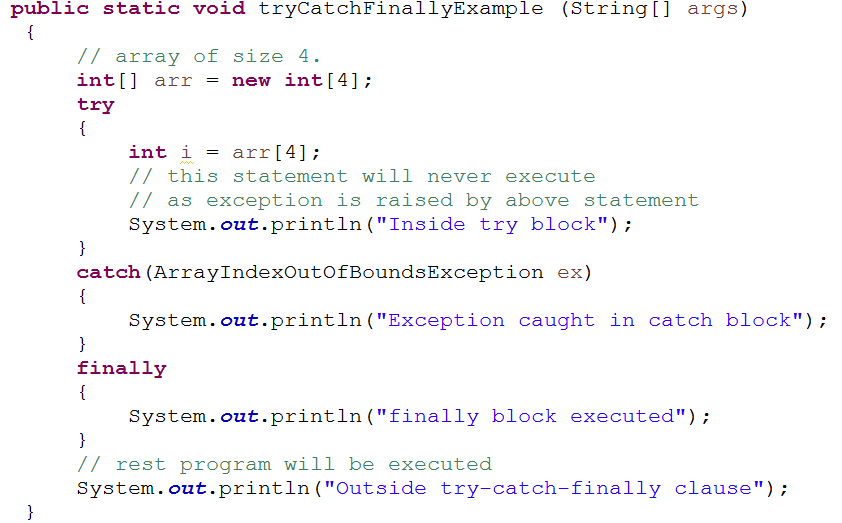 public static void tryCatchFinallyExample (String[] args)
{
// array of size 4.
int[] arr = new int[4];
try
{
int i = arr[4];
// this statement will never execute
// as exception is raised by above statement
System.out.println("Inside try block");
}
catch(ArrayIndexOutOfBoundsException ex)
{
System.out.println("Exception caught in catch block");
}
finally
{
System.out.println("finally block executed");
}
// rest program will be executed
System.out.println("Outside try-catch-finally clause");
}